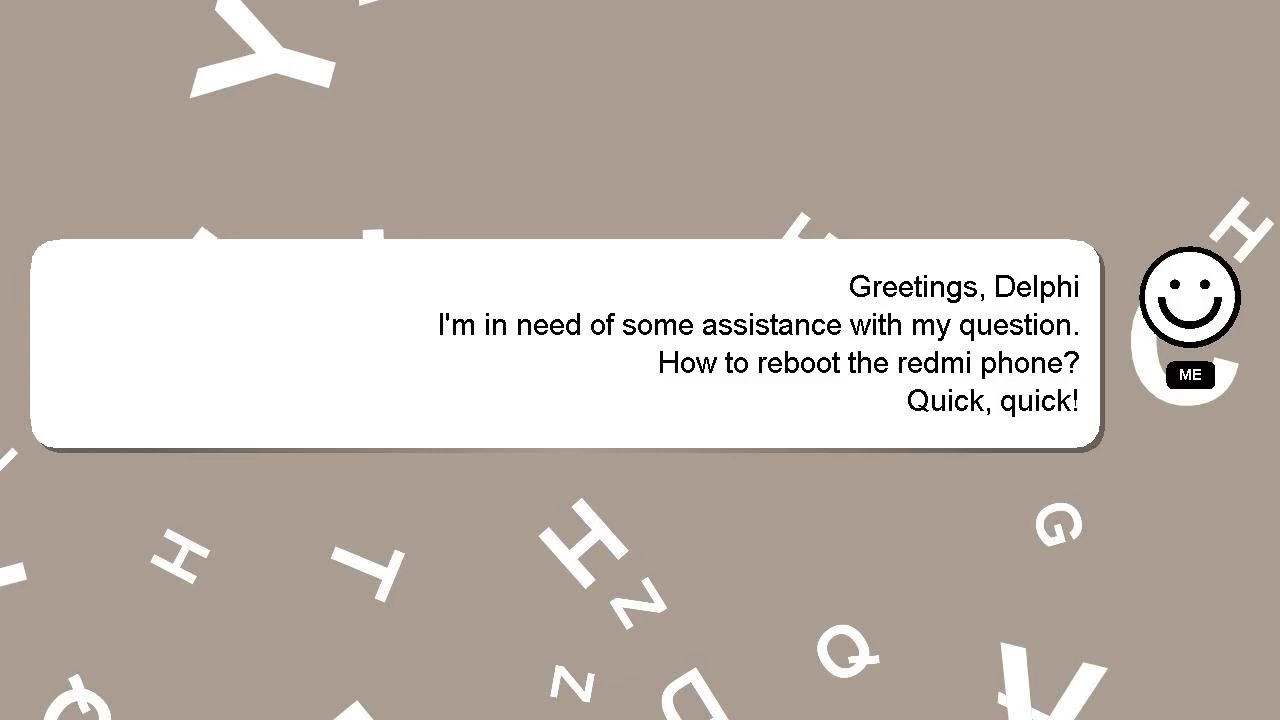 Greetings, Delphi
I'm in need of some assistance with my question.
How to reboot the redmi phone?
Quick, quick!
ME
Y
H
C
H
T
H
Z
G
Q
Z
D
V
Q